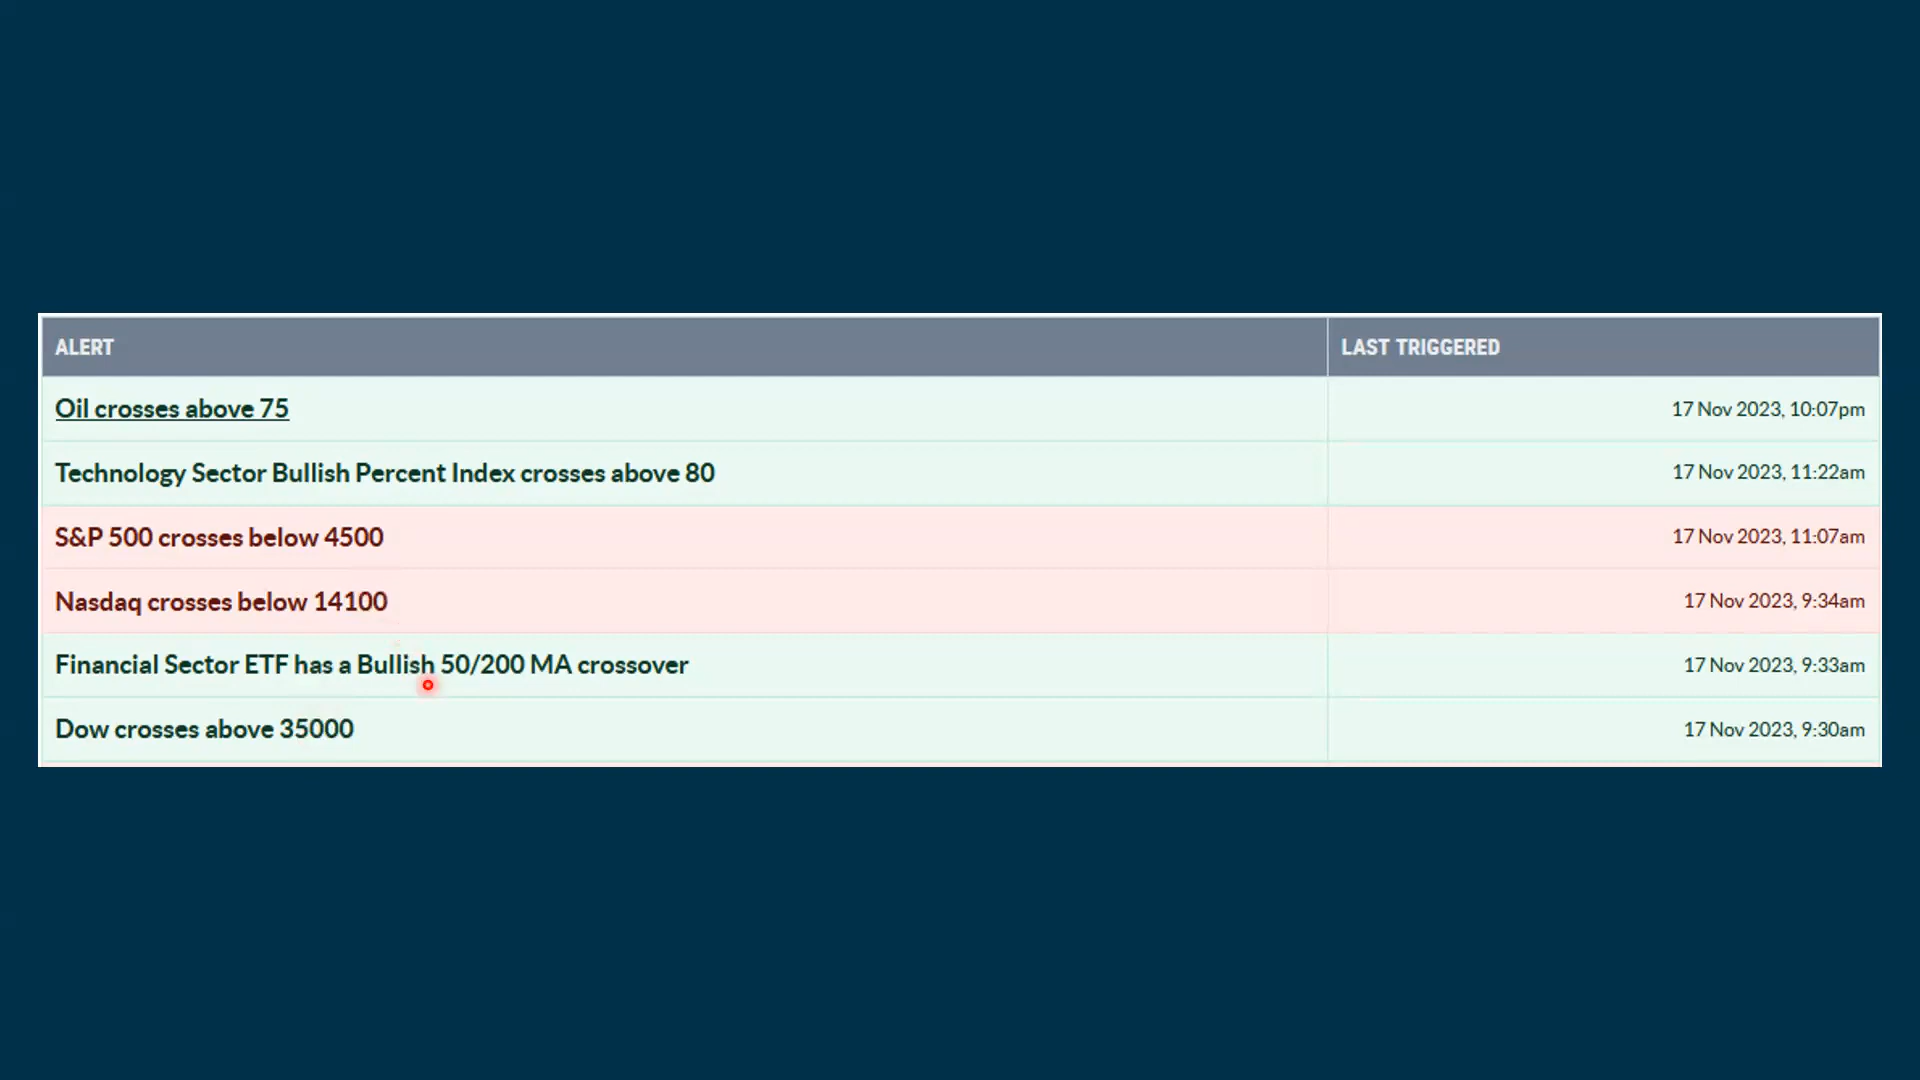 ALERT LAST TRIGGERED
Oil crosses above 75 17 Nov 2023, 10:07pm
Technology Sector Bullish Percent Index crosses above 80 17 Nov 2023, 11:22am
S&P 500 crosses below 4500 17 Nov 2023, 11:07am
Nasdaq crosses below 14100 17 Nov 2023, 9:34am
Financial Sector ETF has a Bullish 50/200 MA crossover 17 Nov 2023, 9:33am
Dow crosses above 35000 17 Nov 2023, 9:30am